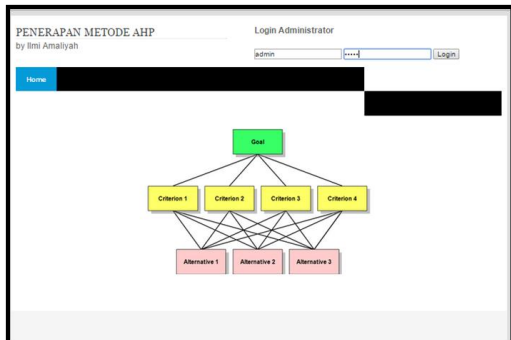 PENERAPAN METODE AHP
by Ilmi Amaliyah
Login Administrator
admin ••••• Login
Home
Goal
Criterion 1 Criterion 2 Criterion 3 Criterion 4
Alternative 1 Alternative 2 Alternative 3